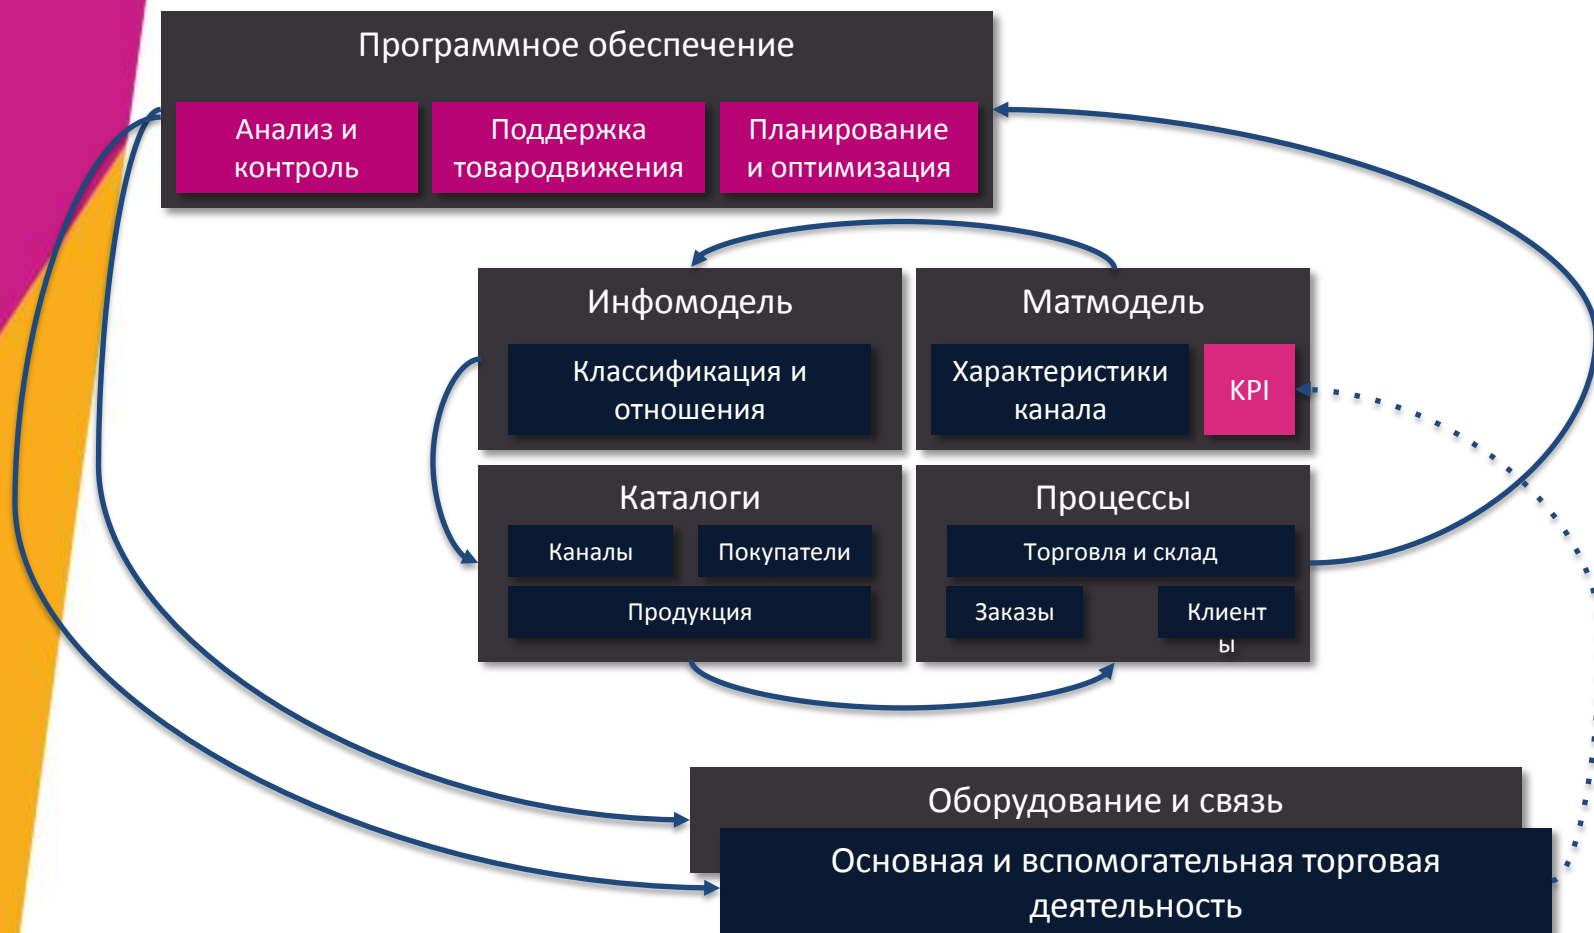 Программное обеспечение
Анализ и
контроль
Поддержка
товародвижения
Планирование
и оптимизация
Инфомодель
Классификация и
отношения
Матмодель
Характеристики
канала
KPI
Каталоги
Каналы
Покупатели
Продукция
Процессы
Торговля и склад
Заказы
Клиент
ы
Оборудование и связь
Основная и вспомогательная торговая
деятельность